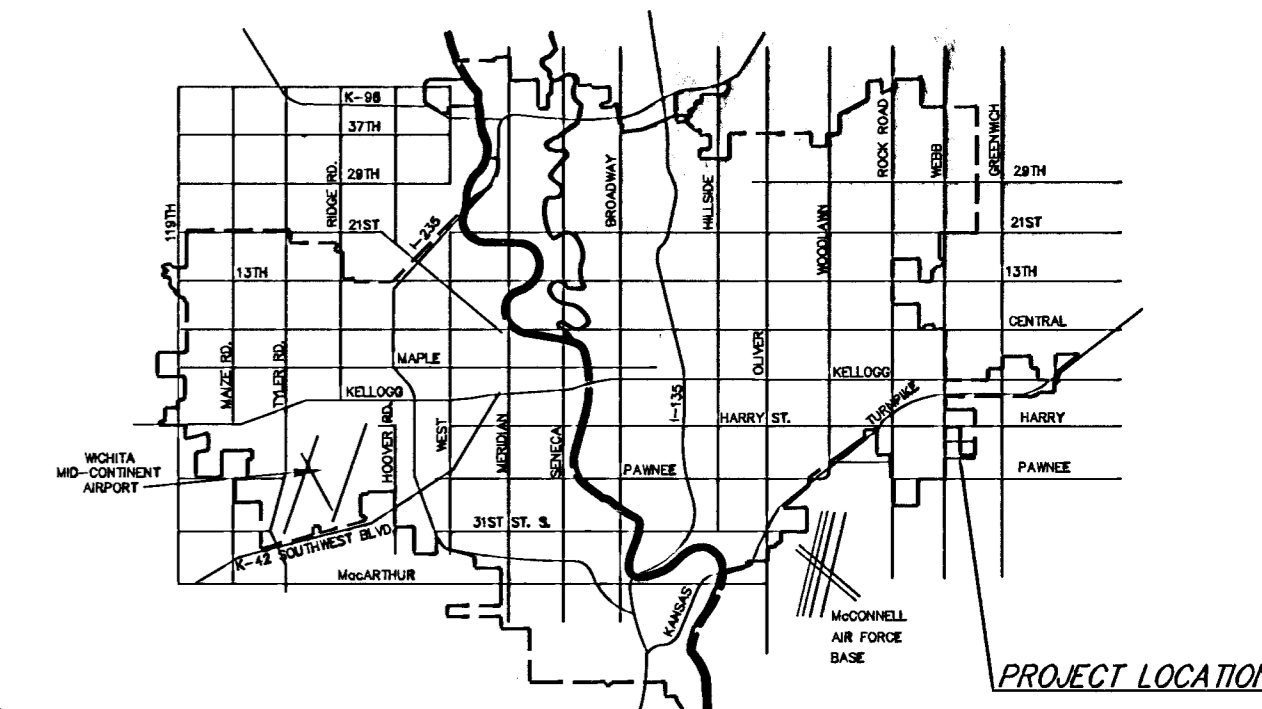 K-96
37TH
29TH
21ST
13TH
119TH
RIDGE RD.
I-235
BROADWAY
HILLSIDE
WOODLAWN
ROCK ROAD
WEBB
GREENWICH
29TH
21ST
13TH
CENTRAL
MAIZE RD.
TYLER RD.
MAPLE
KELLOGG
HOOVER RD.
WEST
MERIDIAN
SENECA
I-135
OLIVER
KELLOGG
TURNPIKE
HARRY ST.
HARRY
PAWNEE
PAWNEE
WICHITA
MID-CONTINENT
AIRPORT
31ST ST. S.
K-42 SOUTHWEST BLVD.
MacARTHUR
KANSAS
McCONNELL
AIR FORCE
BASE
PROJECT LOCATION